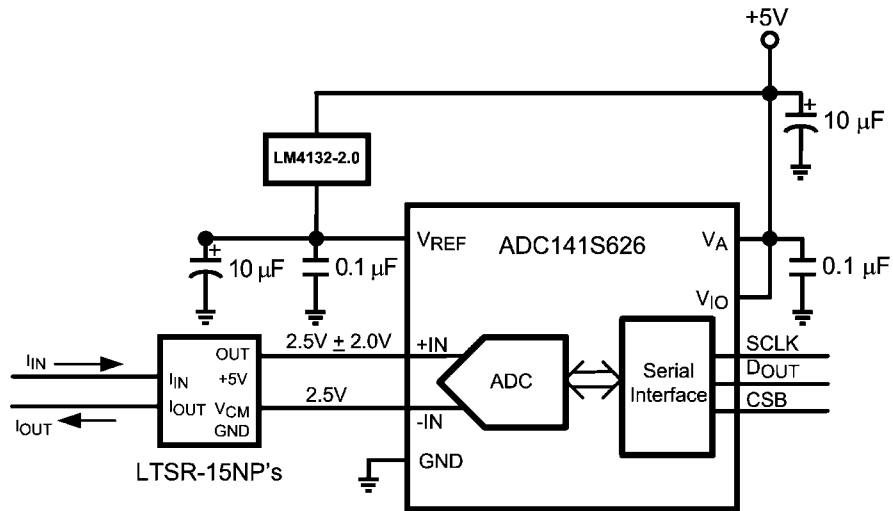 +5V
10 µF
LM4132-2.0
VREF
ADC141S626
VA
10 µF
0.1 µF
0.1 µF
VIO
OUT
2.5V ± 2.0V
+IN
SCLK
IIN
IIN
+5V
ADC
Serial
Interface
DOUT
IOUT
VCM
2.5V
CSB
IOUT
GND
-IN
GND
LTSR-15NP's